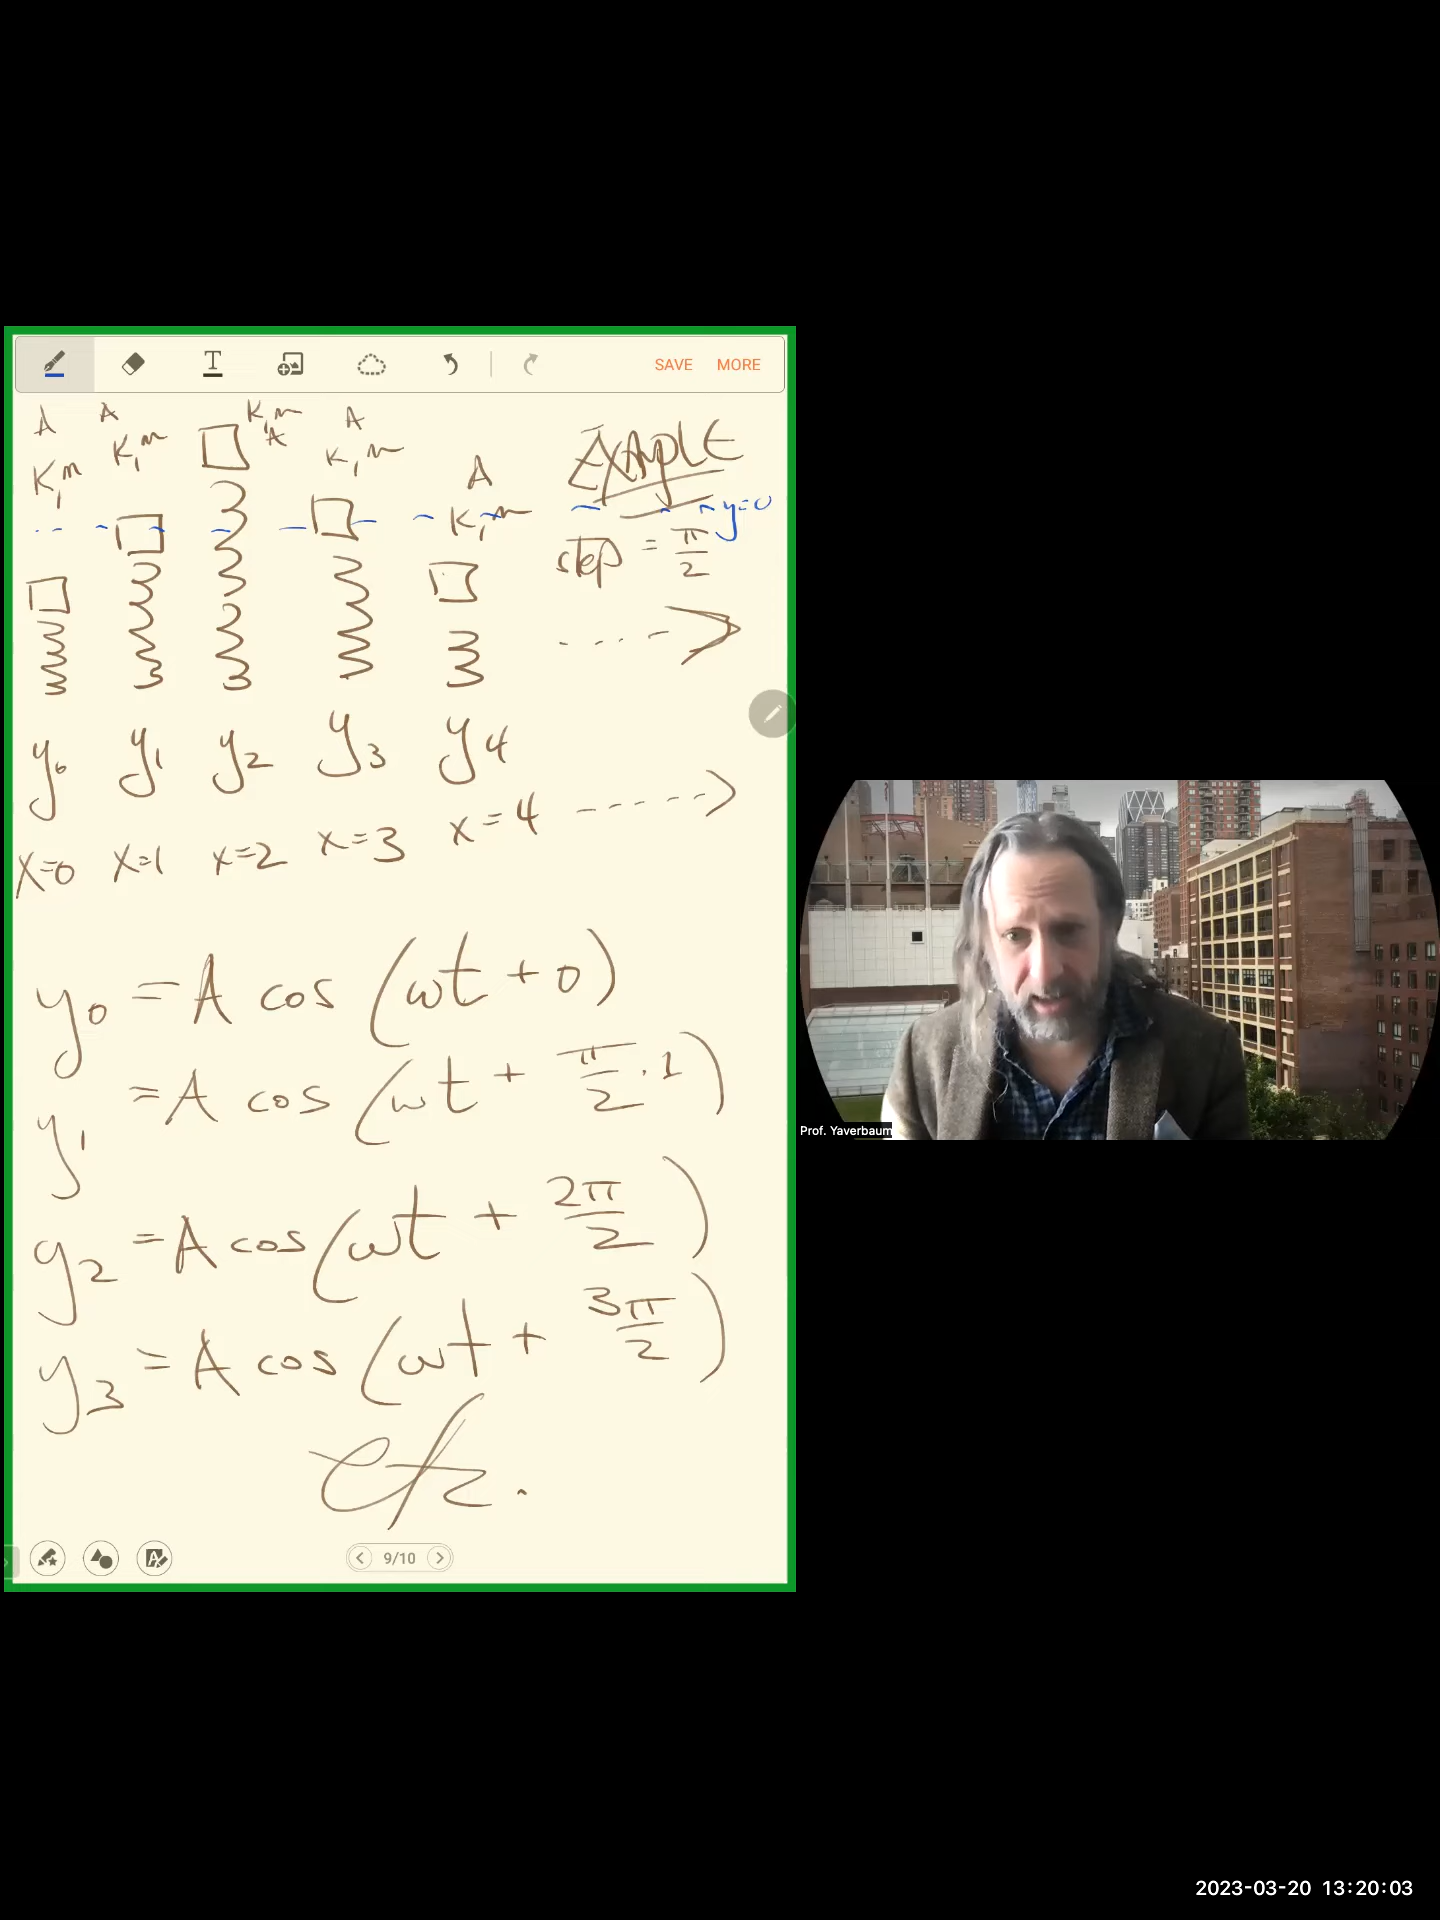 T SAVE MORE
A A K,m A A
K,m K,m A K,m A
K,m
EXAPLE
y=0
step = π/2
y₀ y₁ y₂ y₃ y₄
x=0 x=1 x=2 x=3 x=4
y₀ = A cos (ωt + 0)
y₁ = A cos (ωt + π/2 · 1)
y₂ = A cos (ωt + 2π/2)
y₃ = A cos (ωt + 3π/2)
etc.
9/10
Prof. Yaverbaum
2023-03-20 13:20:03